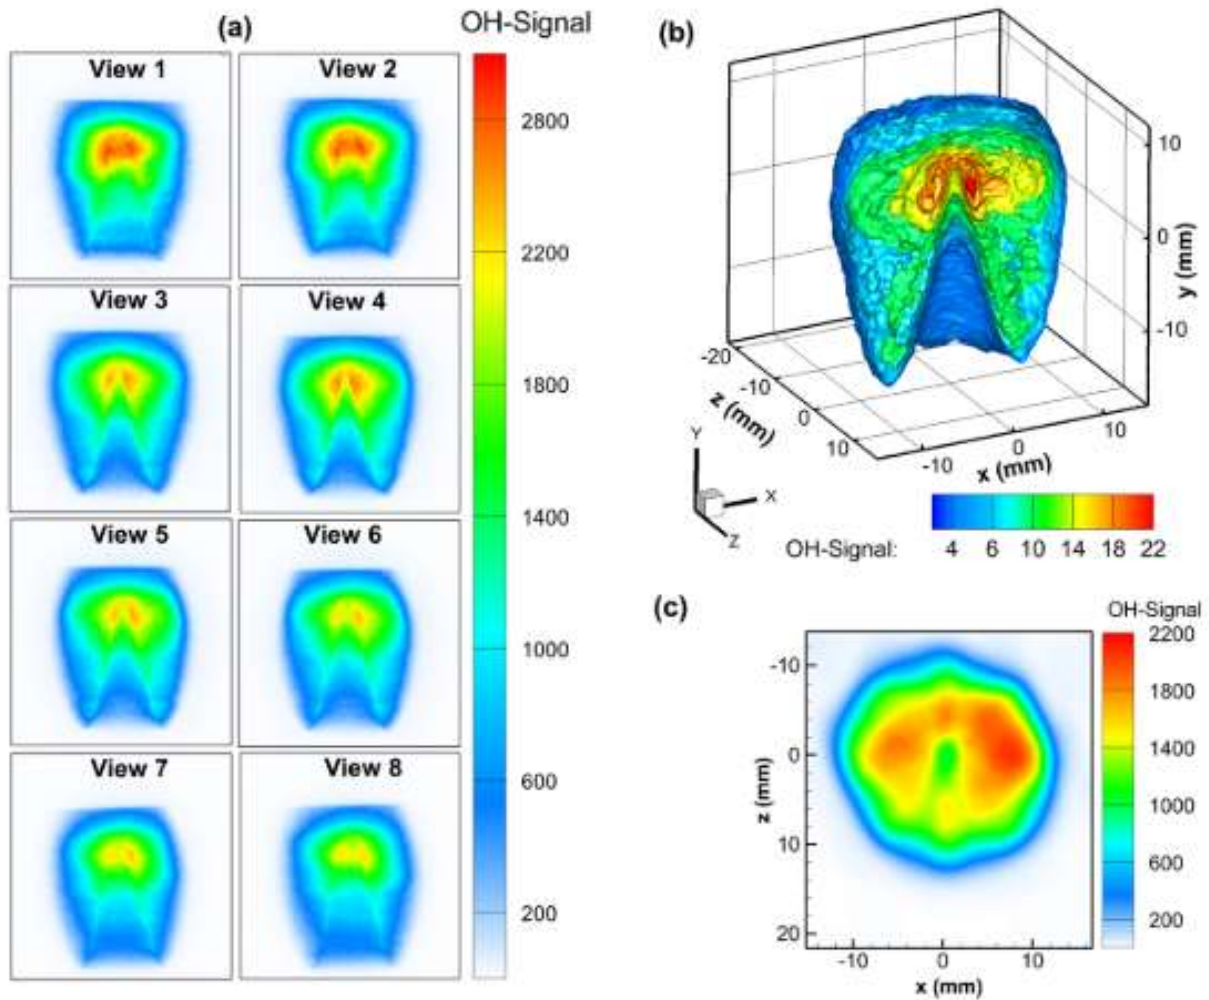 (a)
OH-Signal
View 1
View 2
View 3
View 4
View 5
View 6
View 7
View 8
2800
2200
1800
1400
1000
600
200
(b)
10
0
-10
y (mm)
-20
-10
0
10
z (mm)
-10
0
10
x (mm)
Y
X
Z
OH-Signal:
4 6 10 14 18 22
(c)
OH-Signal
2200
1800
1400
1000
600
200
-10
0
10
20
z (mm)
-10 0 10
x (mm)